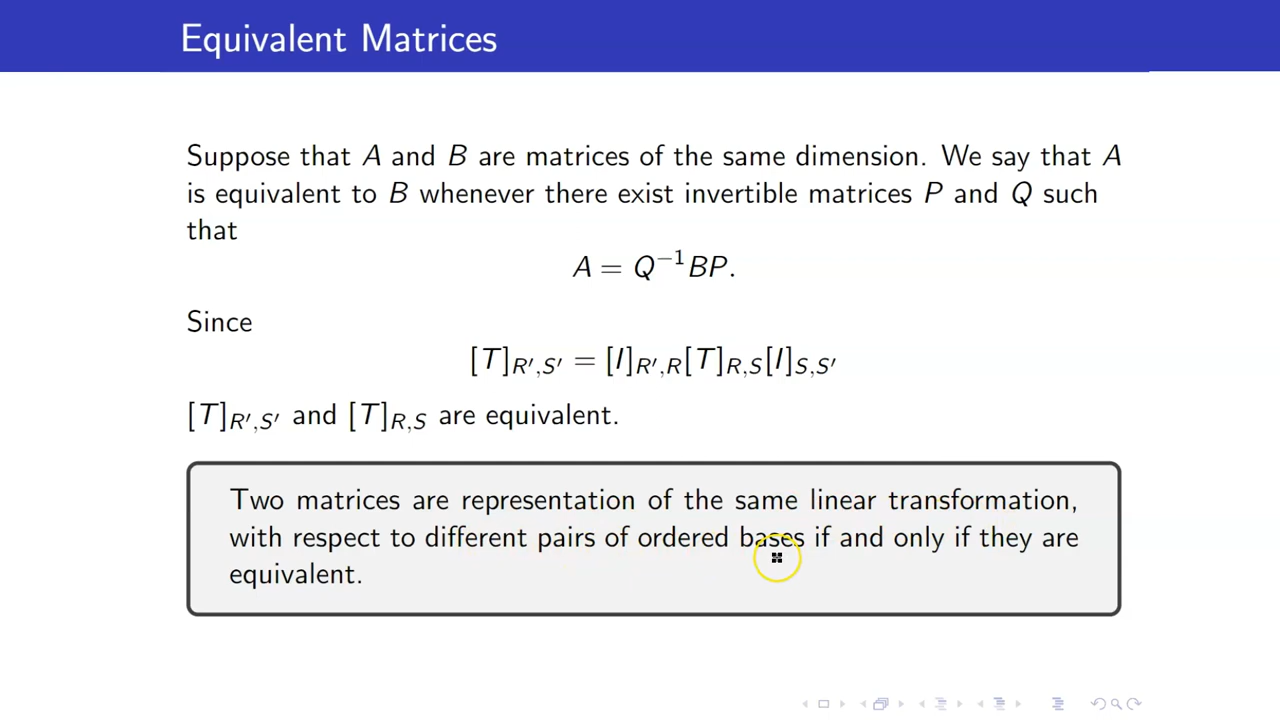 Equivalent Matrices
Suppose that A and B are matrices of the same dimension. We say that A
is equivalent to B whenever there exist invertible matrices P and Q such
that
A = Q⁻¹BP.
Since
[T]_{R′,S′} = [I]_{R′,R}[T]_{R,S}[I]_{S,S′}
[T]_{R′,S′} and [T]_{R,S} are equivalent.
Two matrices are representation of the same linear transformation,
with respect to different pairs of ordered bases if and only if they are
equivalent.